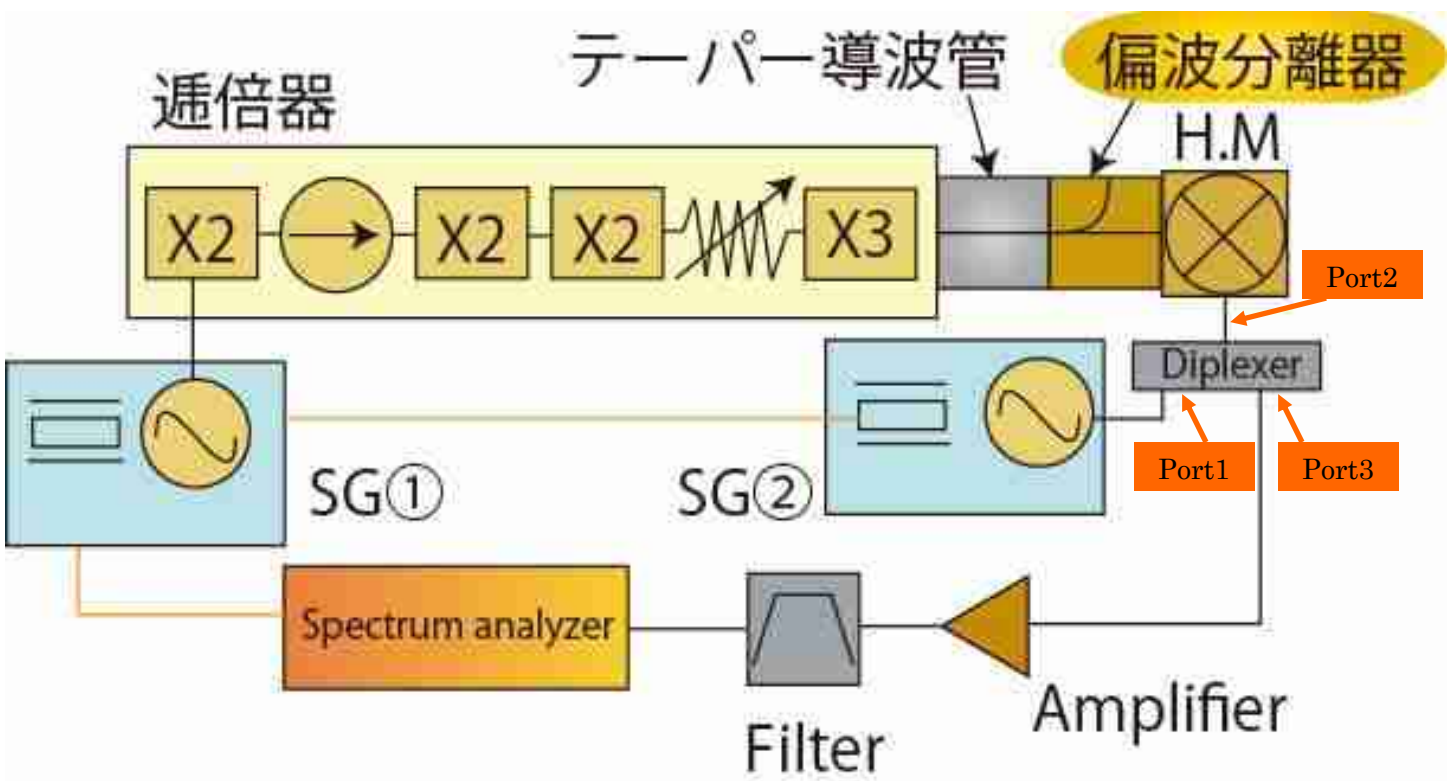 テーパー導波管
偏波分離器
逓倍器
H.M
X2
X2
X2
X3
Port2
Diplexer
Port1
Port3
SG①
SG②
Spectrum analyzer
Filter
Amplifier